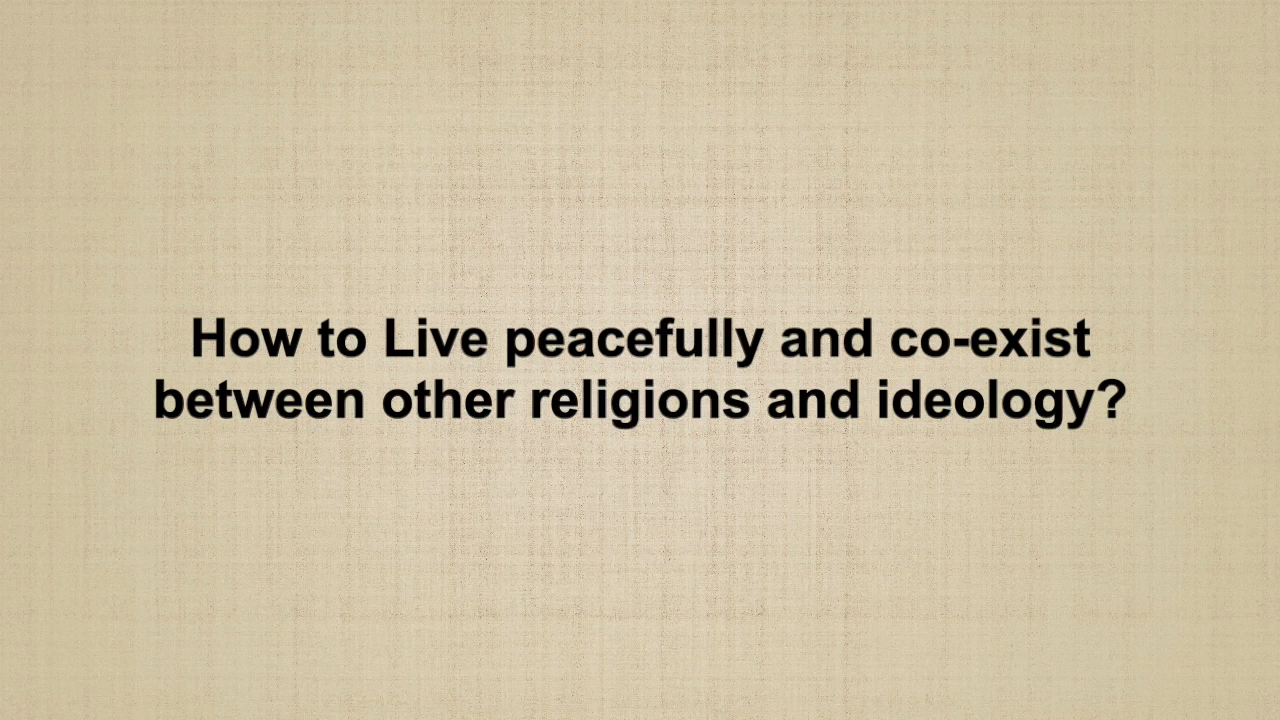 How to Live peacefully and co-exist
between other religions and ideology?